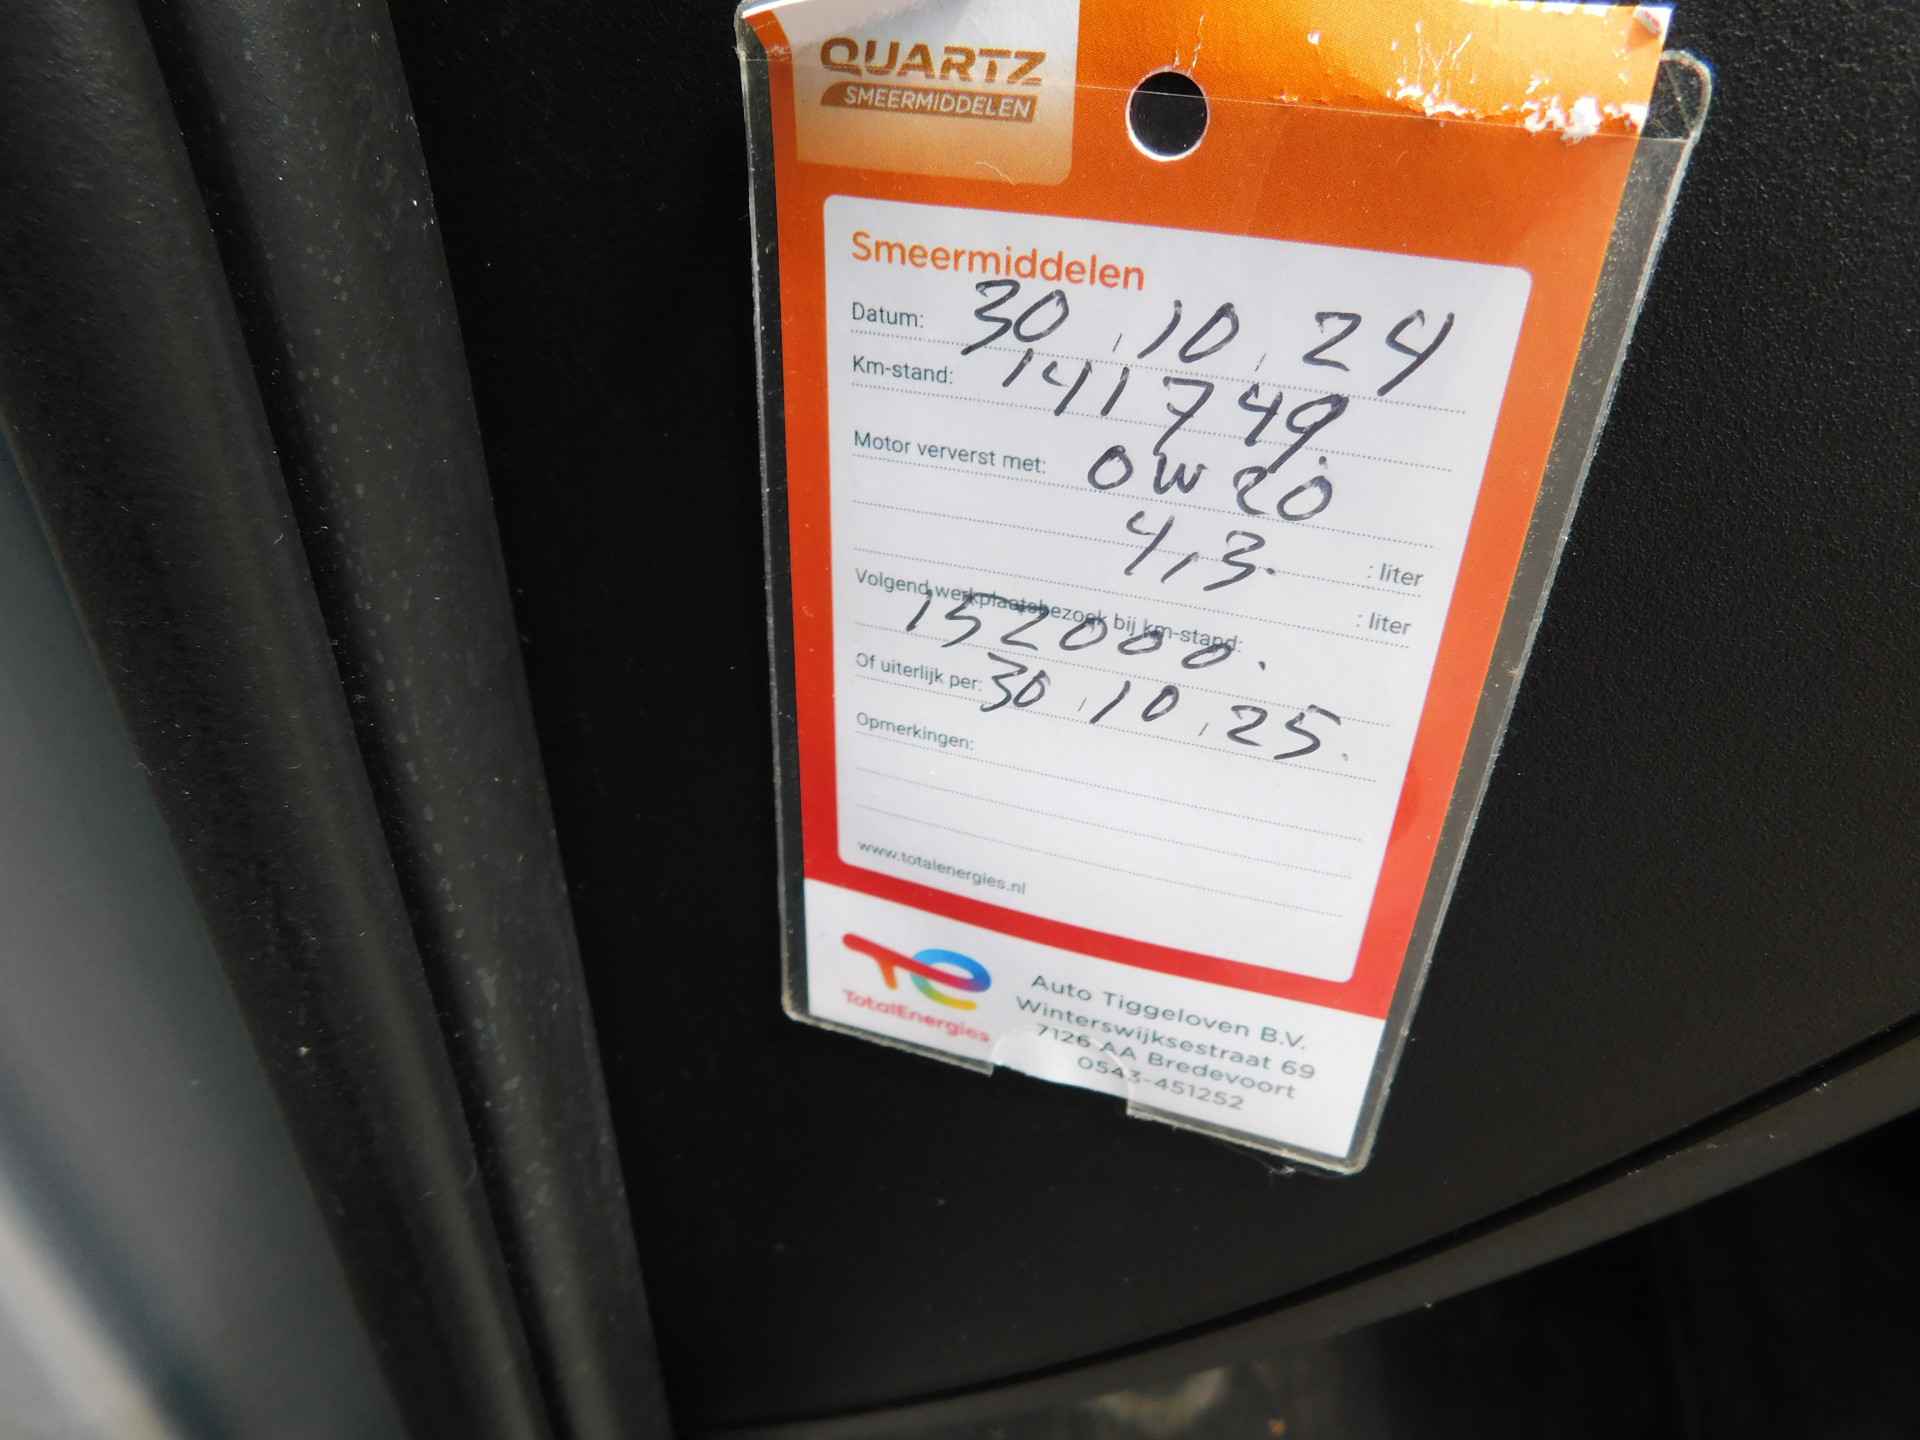 QUARTZ
SMEERMIDDELEN
Smeermiddelen
Datum: 30, 10, 24
Km-stand: 141749.
Motor ververst met: 0W20
4,3. : liter
: liter
Volgend werkplaatsbezoek bij km-stand:
152000.
Of uiterlijk per: 30, 10, 25.
Opmerkingen:
www.totalenergies.nl
TotalEnergies
Auto Tiggeloven B.V.
Winterswijksestraat 69
7126 AA Bredevoort
0543-451252